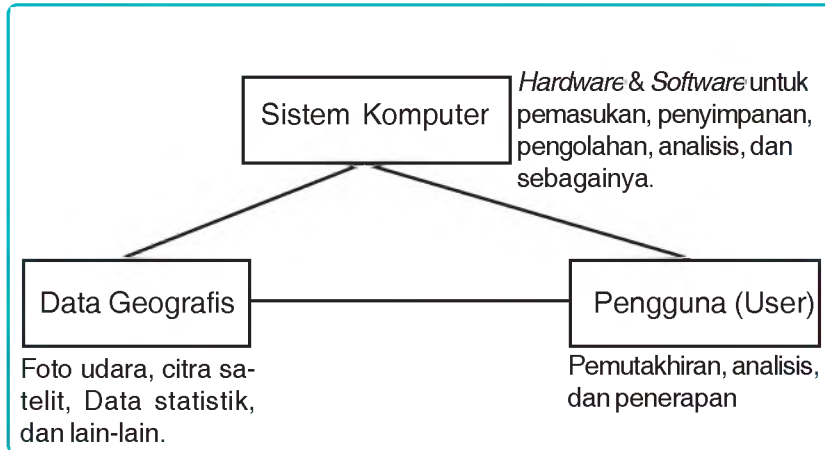 Sistem Komputer
Hardware & Software untuk
pemasukan, penyimpanan,
pengolahan, analisis, dan
sebagainya.
Data Geografis
Foto udara, citra sa-
telit, Data statistik,
dan lain-lain.
Pengguna (User)
Pemutakhiran, analisis,
dan penerapan